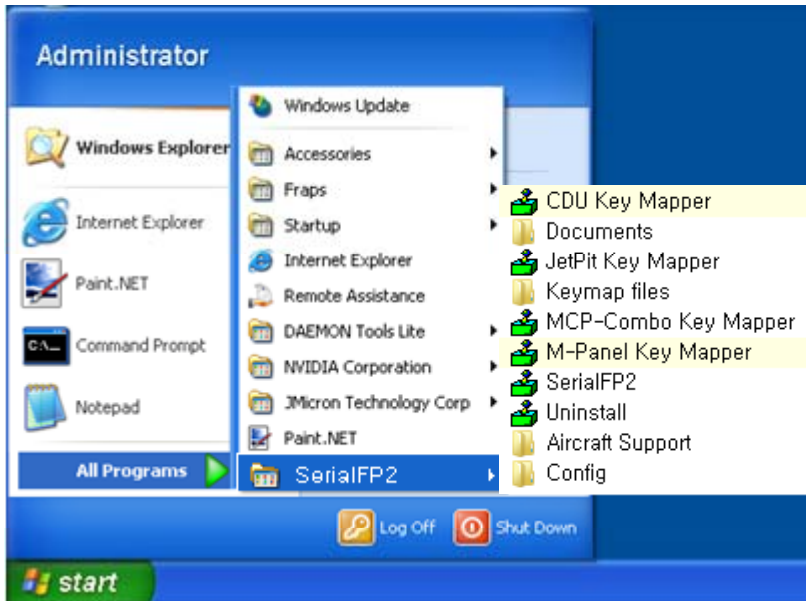 Administrator
Windows Explorer
Internet Explorer
Paint.NET
C:\_
Command Prompt
Notepad
All Programs
Windows Update
Accessories
Fraps
Startup
Internet Explorer
Remote Assistance
DAEMON Tools Lite
NVIDIA Corporation
JMicron Technology Corp
Paint.NET
SerialFP2
CDU Key Mapper
Documents
JetPit Key Mapper
Keymap files
MCP-Combo Key Mapper
M-Panel Key Mapper
SerialFP2
Uninstall
Aircraft Support
Config
Log Off
Shut Down
start